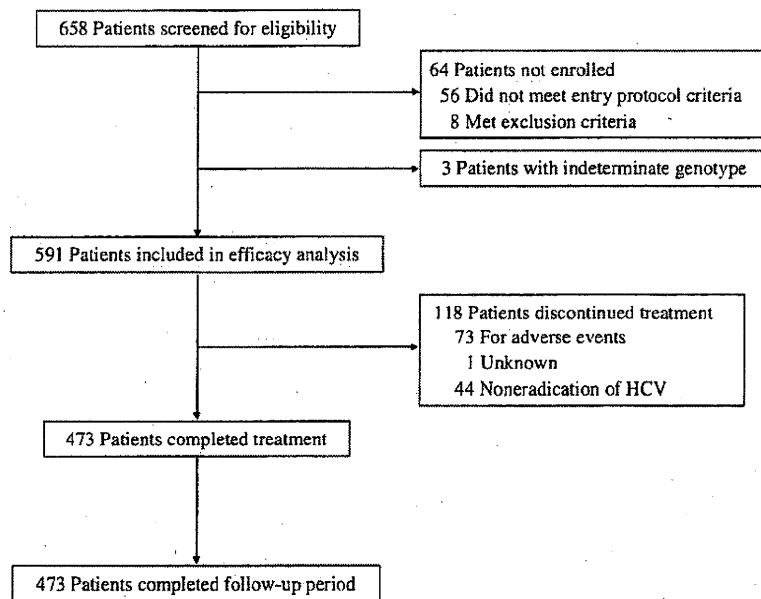 658 Patients screened for eligibility
64 Patients not enrolled
56 Did not meet entry protocol criteria
8 Met exclusion criteria
3 Patients with indeterminate genotype
591 Patients included in efficacy analysis
118 Patients discontinued treatment
73 For adverse events
1 Unknown
44 Noneradication of HCV
473 Patients completed treatment
473 Patients completed follow-up period